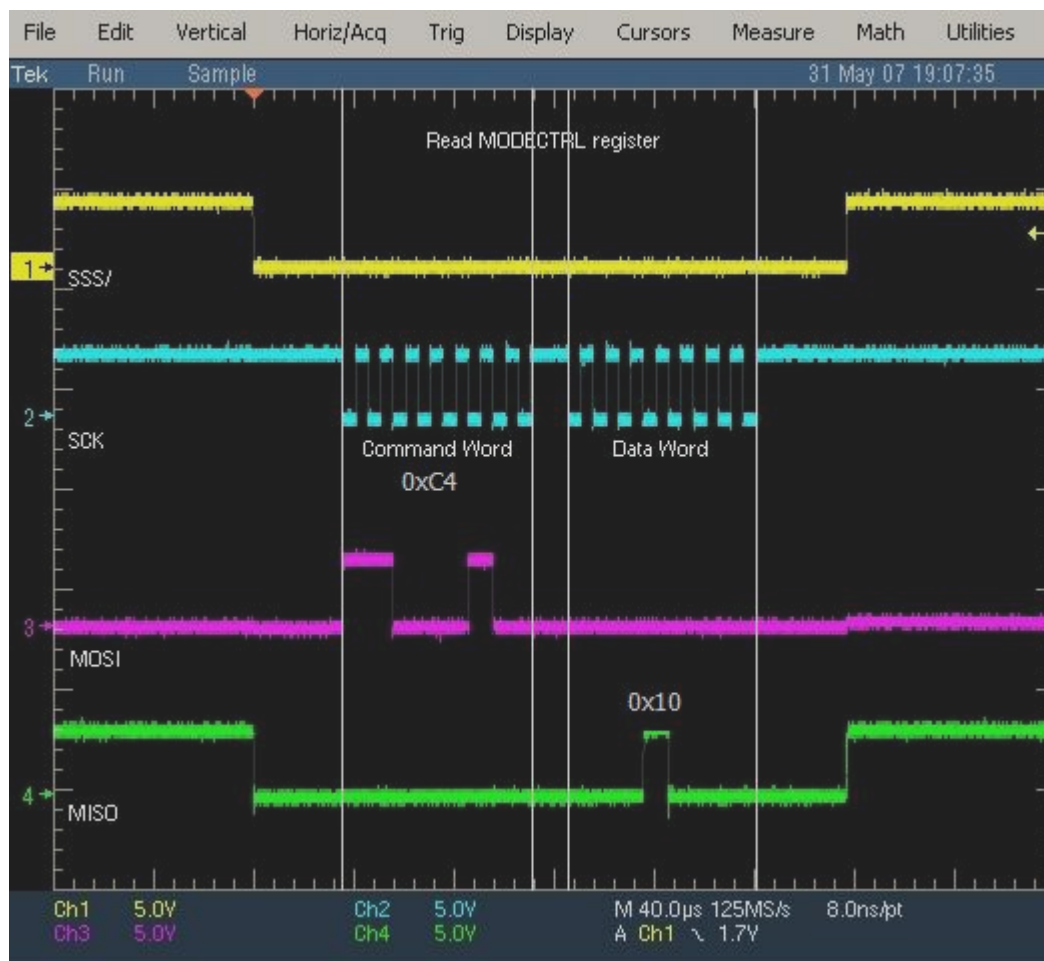 File Edit Vertical Horiz/Acq Trig Display Cursors Measure Math Utilities
Tek Run Sample 31 May 07 19:07:35
Read MODECTRL register
1
SSS/
2
SCK
Command Word Data Word
0xC4
3
MOSI
0x10
4
MISO
Ch1 5.0V Ch2 5.0V M 40.0µs 125MS/s 8.0ns/pt
Ch3 5.0V Ch4 5.0V A Ch1 1.7V